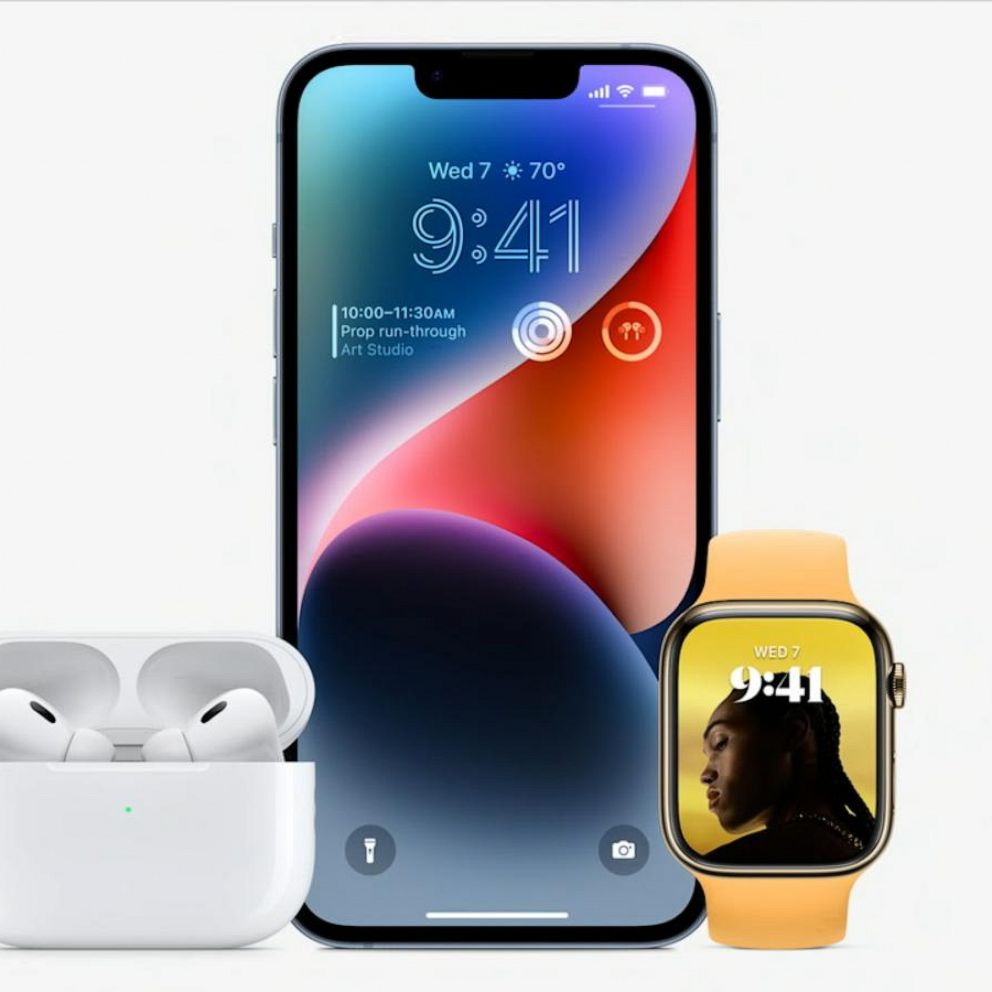 Wed 7 70°
9:41
10:00–11:30AM
Prop run-through
Art Studio
WED 7
9:41